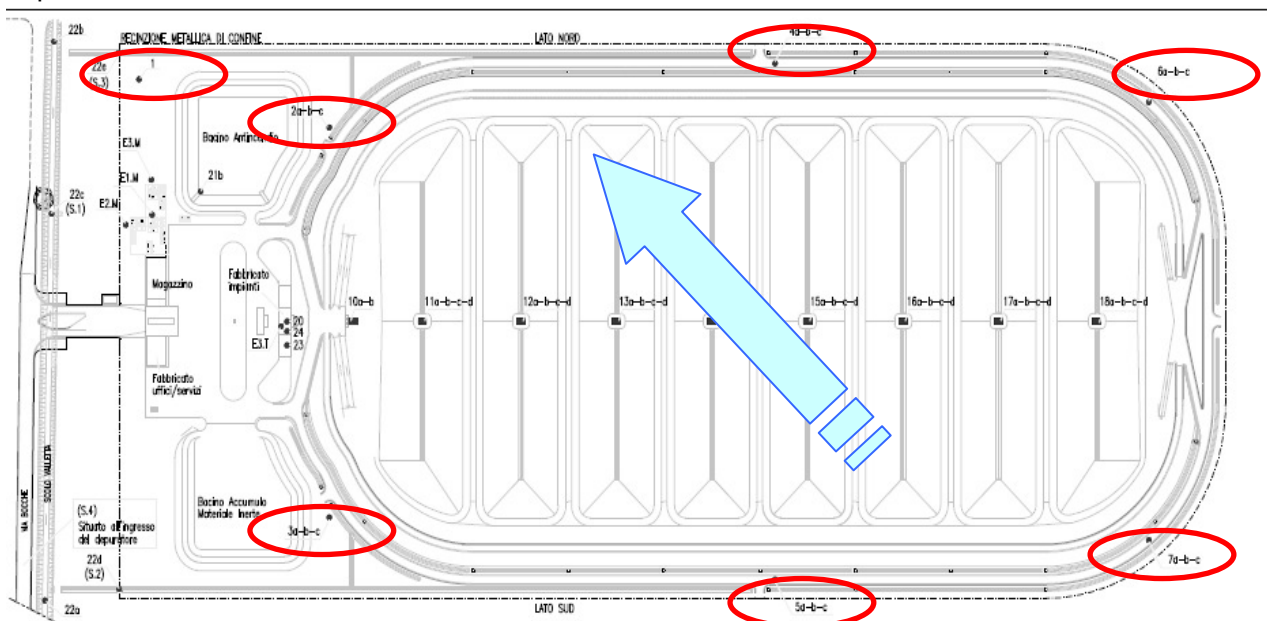 22b
RECINZIONE METALLICA DI CONFINE
LATO NORD
4a-b-c
22e
(S.3)
1
6a-b-c
2a-b-c
Bacino Antincendio
E3.M
E1.M
E2.M
21b
22c
(S.1)
Magazzino
Fabbricato
impianti
10a-b
11a-b-c-d
12a-b-c-d
13a-b-c-d
15a-b-c-d
16a-b-c-d
17a-b-c-d
18a-b-c-d
20
24
23
E3.T
Fabbricato
uffici/servizi
VIA BOCCHE
SCOLO VALLETTA
(S.4)
Situato all'ingresso
del depuratore
22d
(S.2)
22a
Bacino Accumulo
Materiale Inerte
3a-b-c
LATO SUD
5a-b-c
7a-b-c